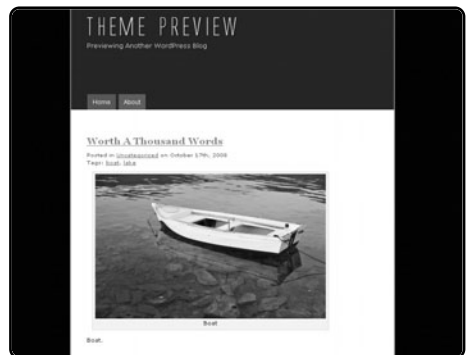 THEME PREVIEW
Previewing Another WordPress Blog
Home About
Worth A Thousand Words
Posted in Uncategorized on October 17th, 2008
Tags: boat, lake
Boat
Boat.